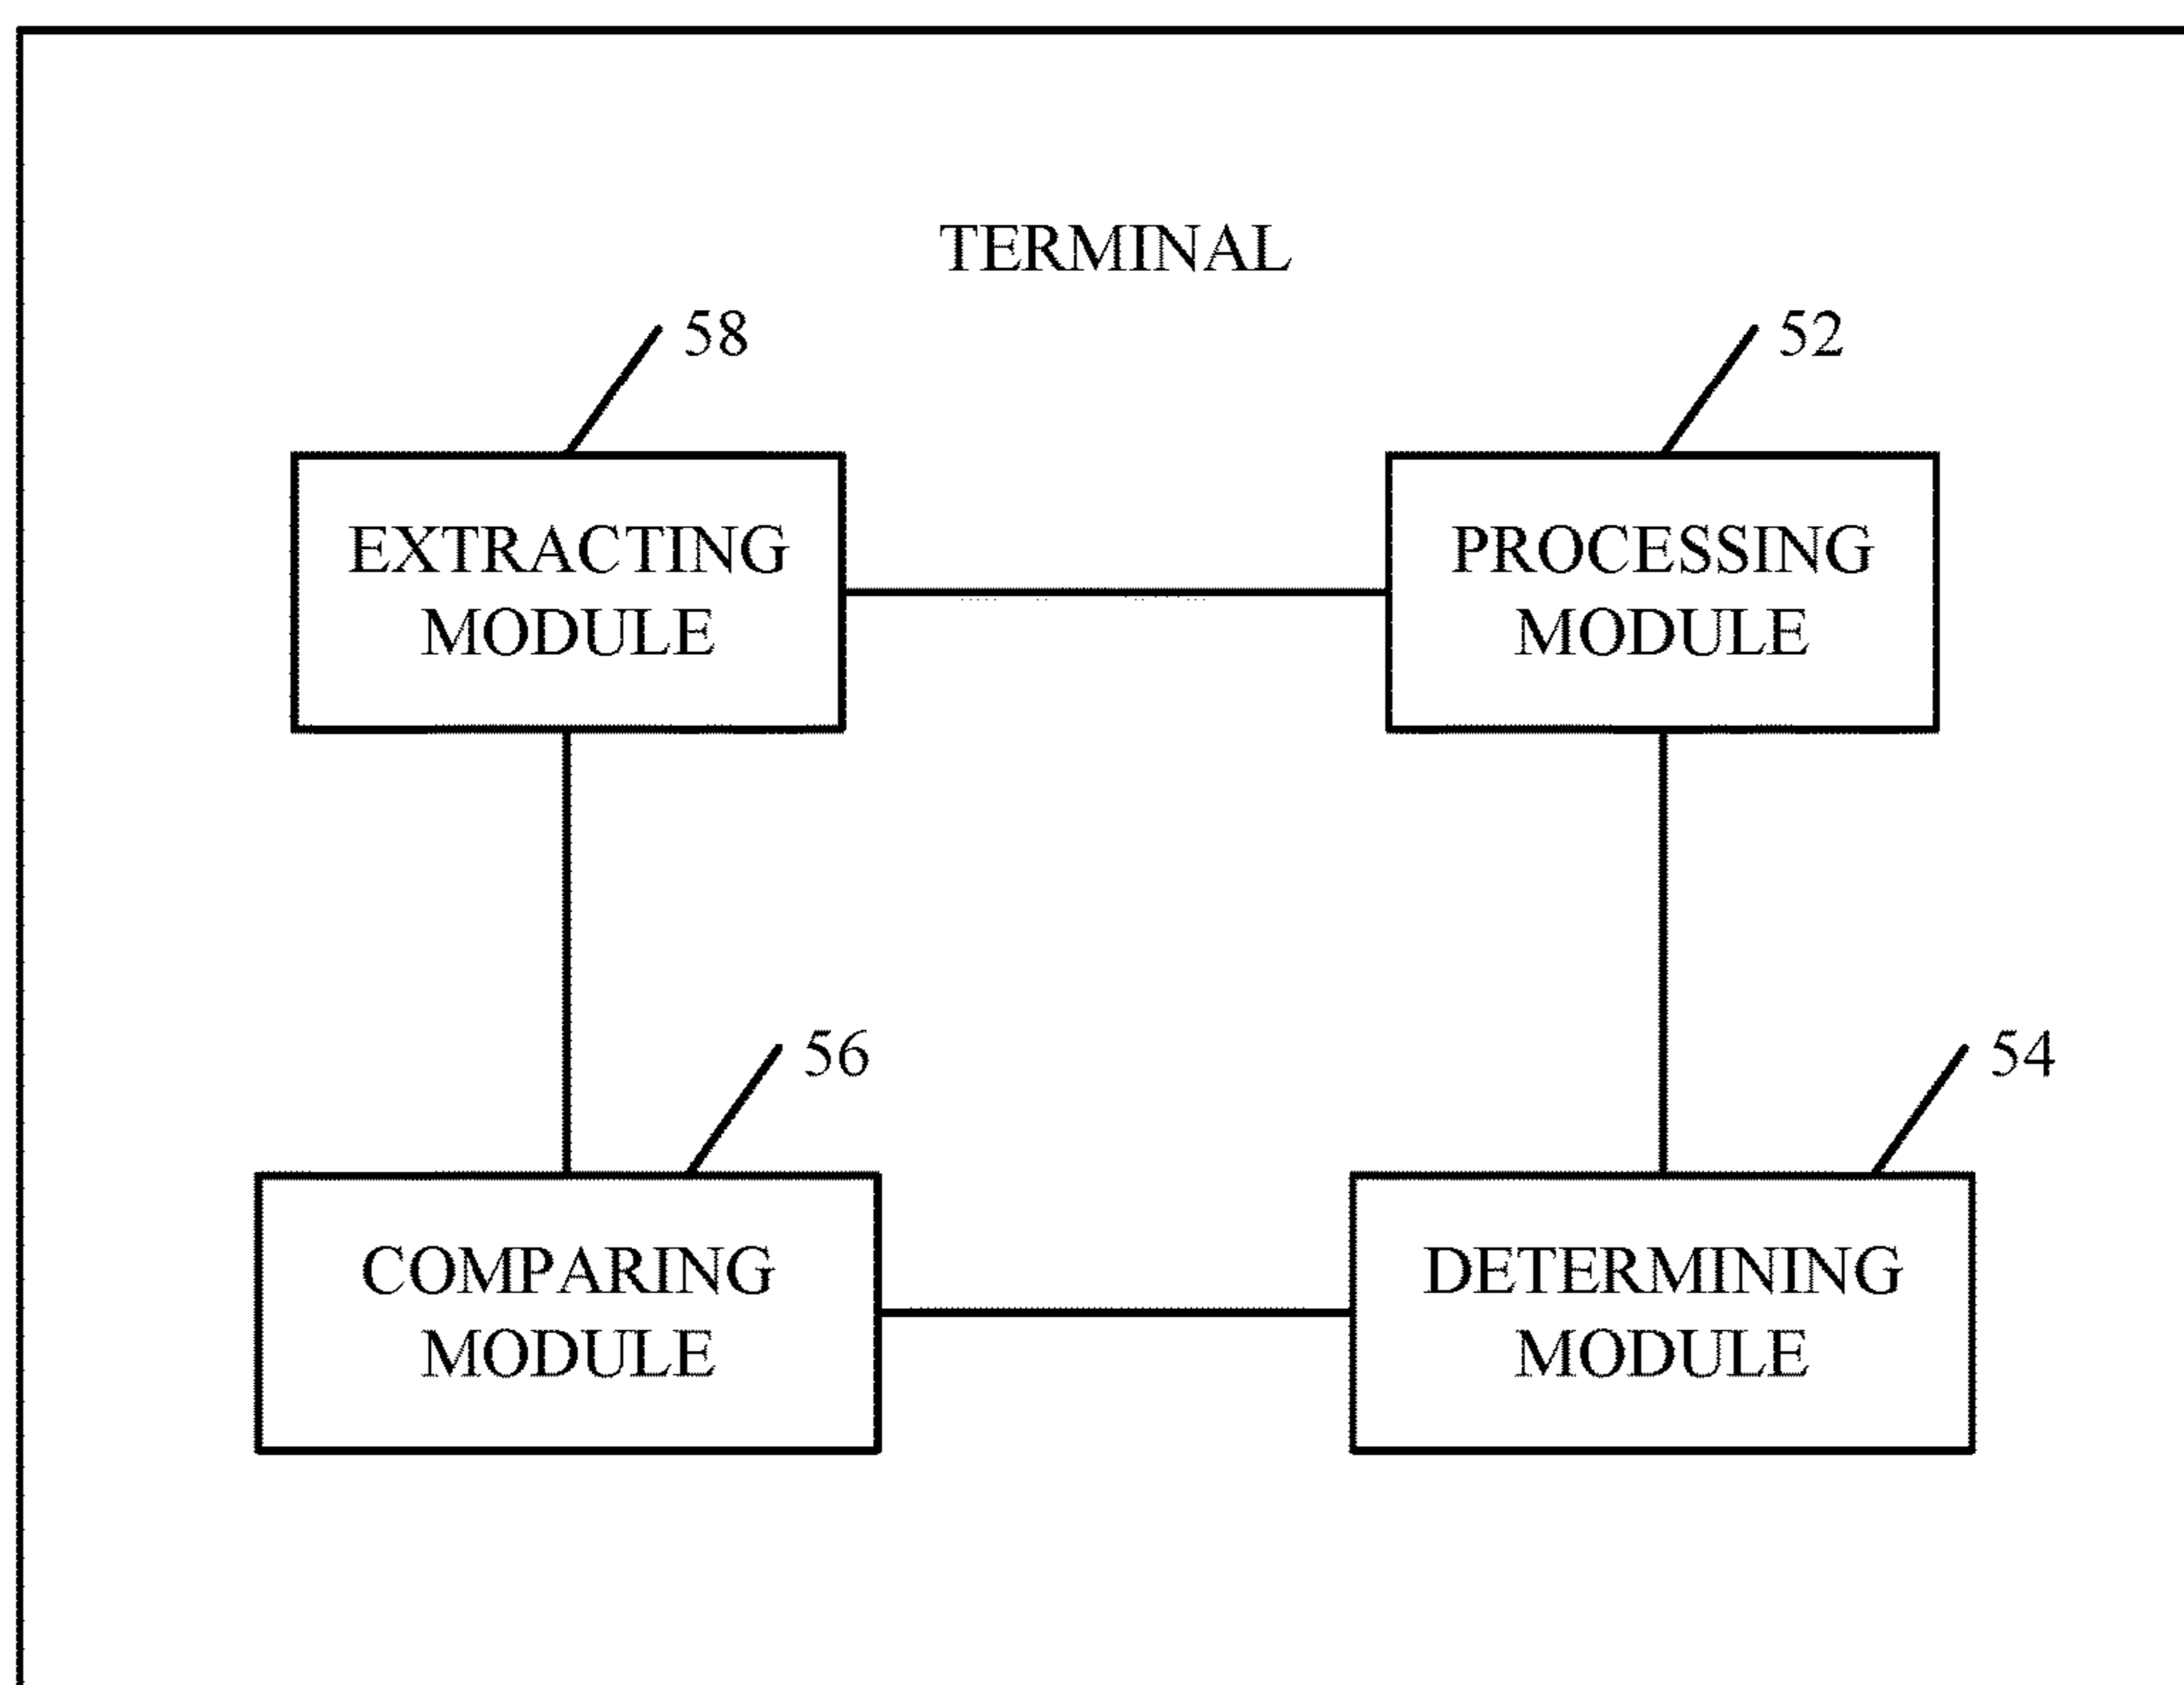 TERMINAL
58
52
EXTRACTING
MODULE
PROCESSING
MODULE
56
54
COMPARING
MODULE
DETERMINING
MODULE